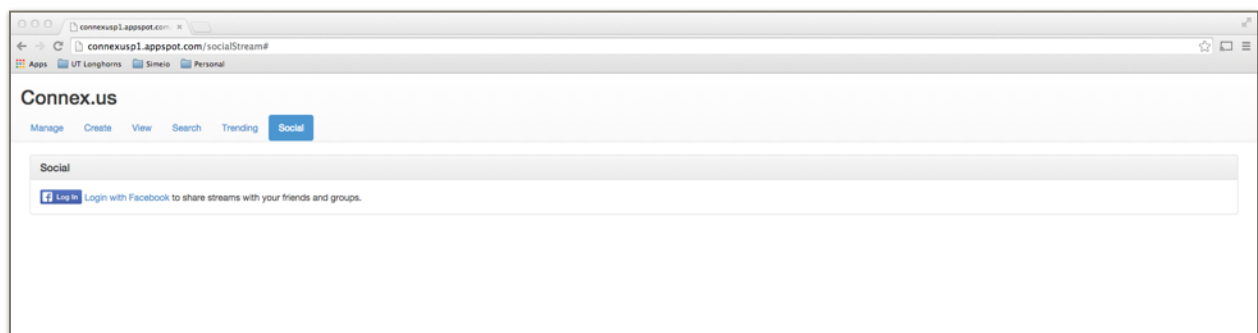 connexusp1.appspot.com
connexusp1.appspot.com/socialStream#
Apps UT Longhorns Simeio Personal
Connex.us
Manage Create View Search Trending Social
Social
Log In Login with Facebook to share streams with your friends and groups.